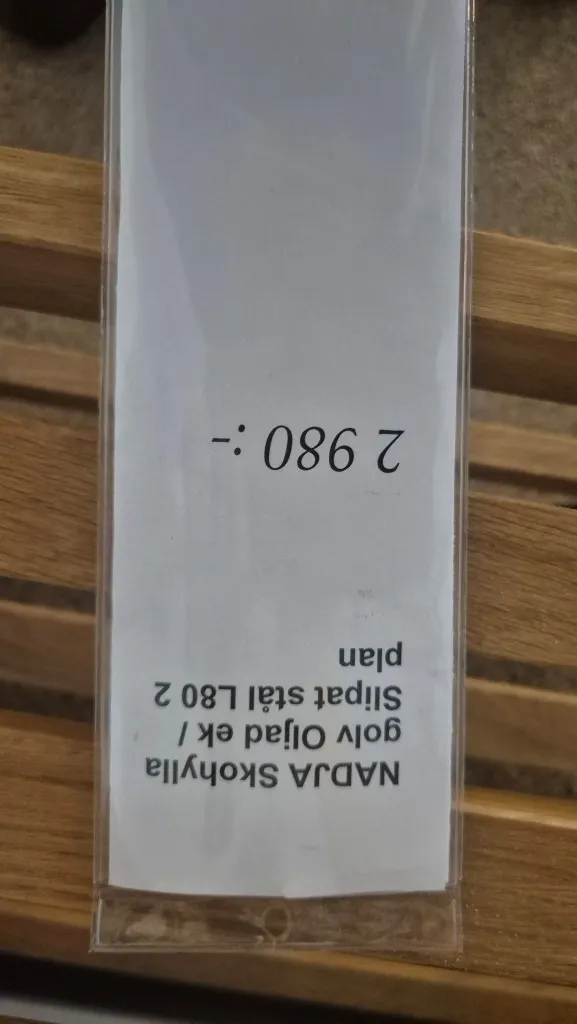 NADJA Skohylla
golv Oljad ek /
Slipat stål L80 2
plan
2 980 :-